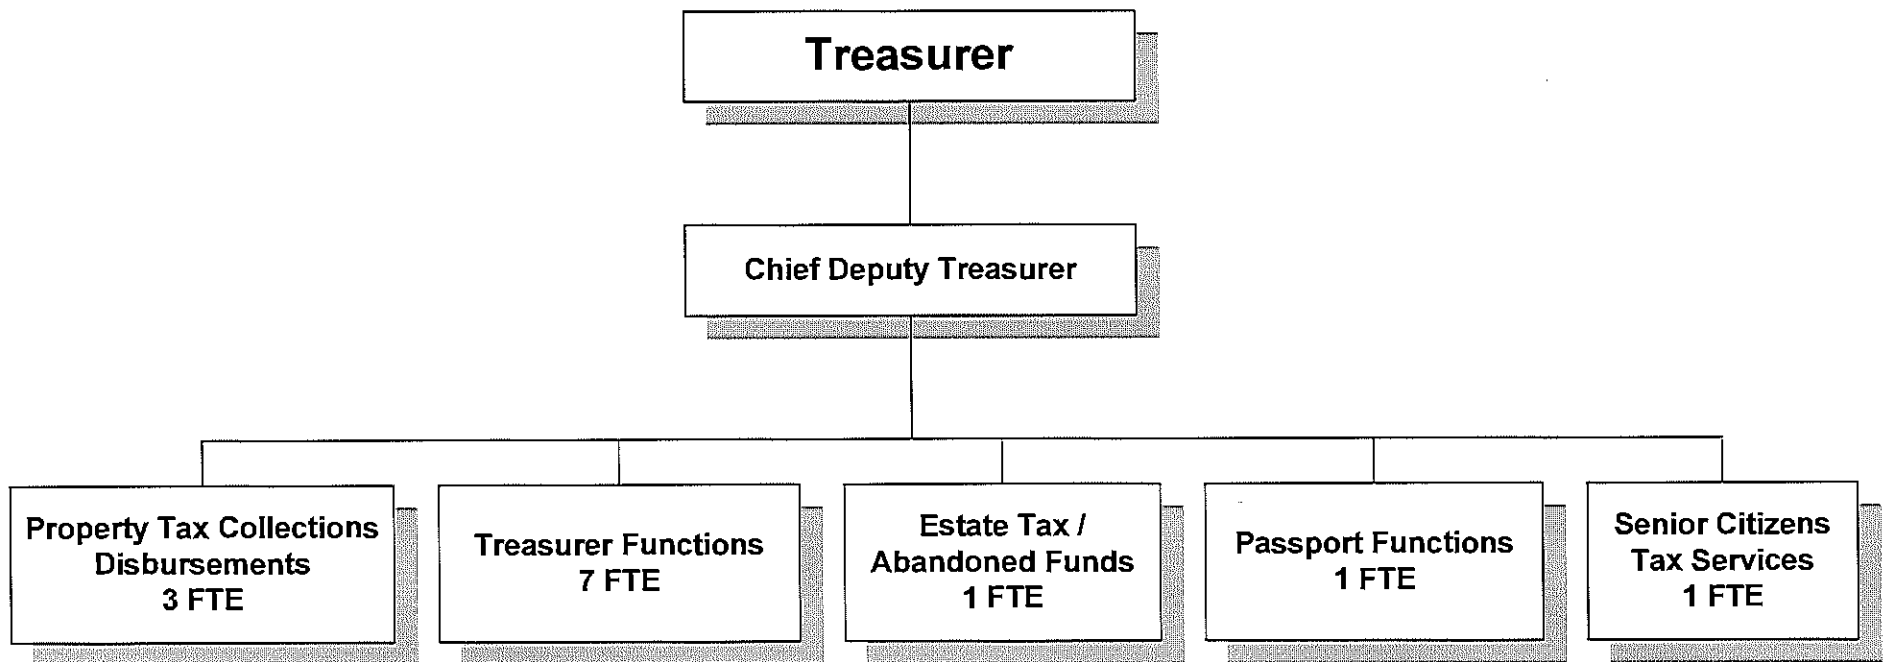 Treasurer
Chief Deputy Treasurer
Property Tax Collections
Disbursements
3 FTE
Treasurer Functions
7 FTE
Estate Tax /
Abandoned Funds
1 FTE
Passport Functions
1 FTE
Senior Citizens
Tax Services
1 FTE